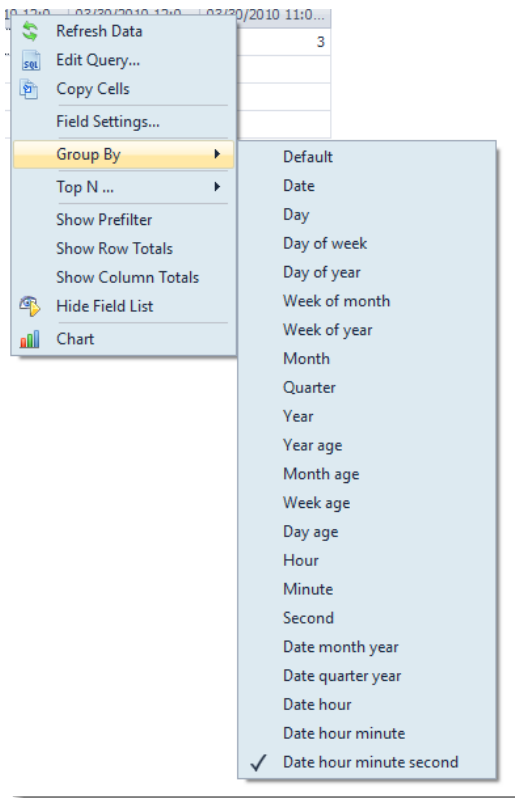 03/30/2010 12:0... 03/30/2010 11:0...
Refresh Data
3
Edit Query...
Copy Cells
Field Settings...
Group By
Top N ...
Show Prefilter
Show Row Totals
Show Column Totals
Hide Field List
Chart
Default
Date
Day
Day of week
Day of year
Week of month
Week of year
Month
Quarter
Year
Year age
Month age
Week age
Day age
Hour
Minute
Second
Date month year
Date quarter year
Date hour
Date hour minute
Date hour minute second